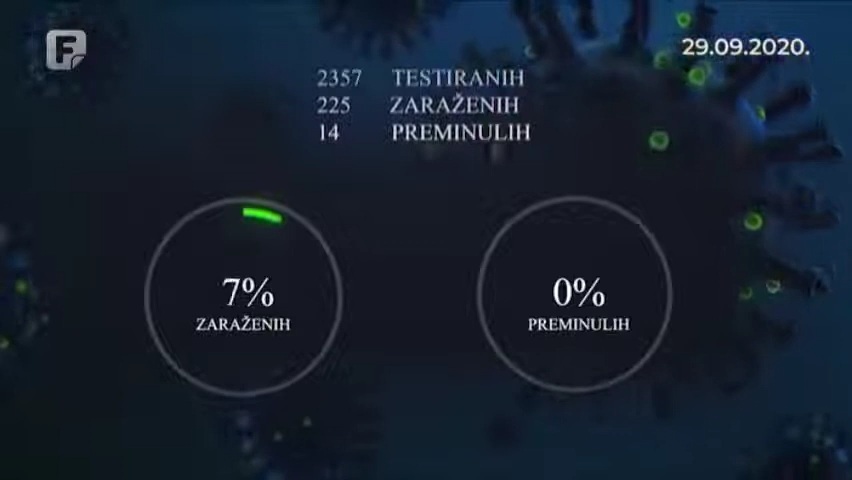 F
29.09.2020.
2357 TESTIRANIH
225 ZARAŽENIH
14 PREMINULIH
7%
ZARAŽENIH
0%
PREMINULIH